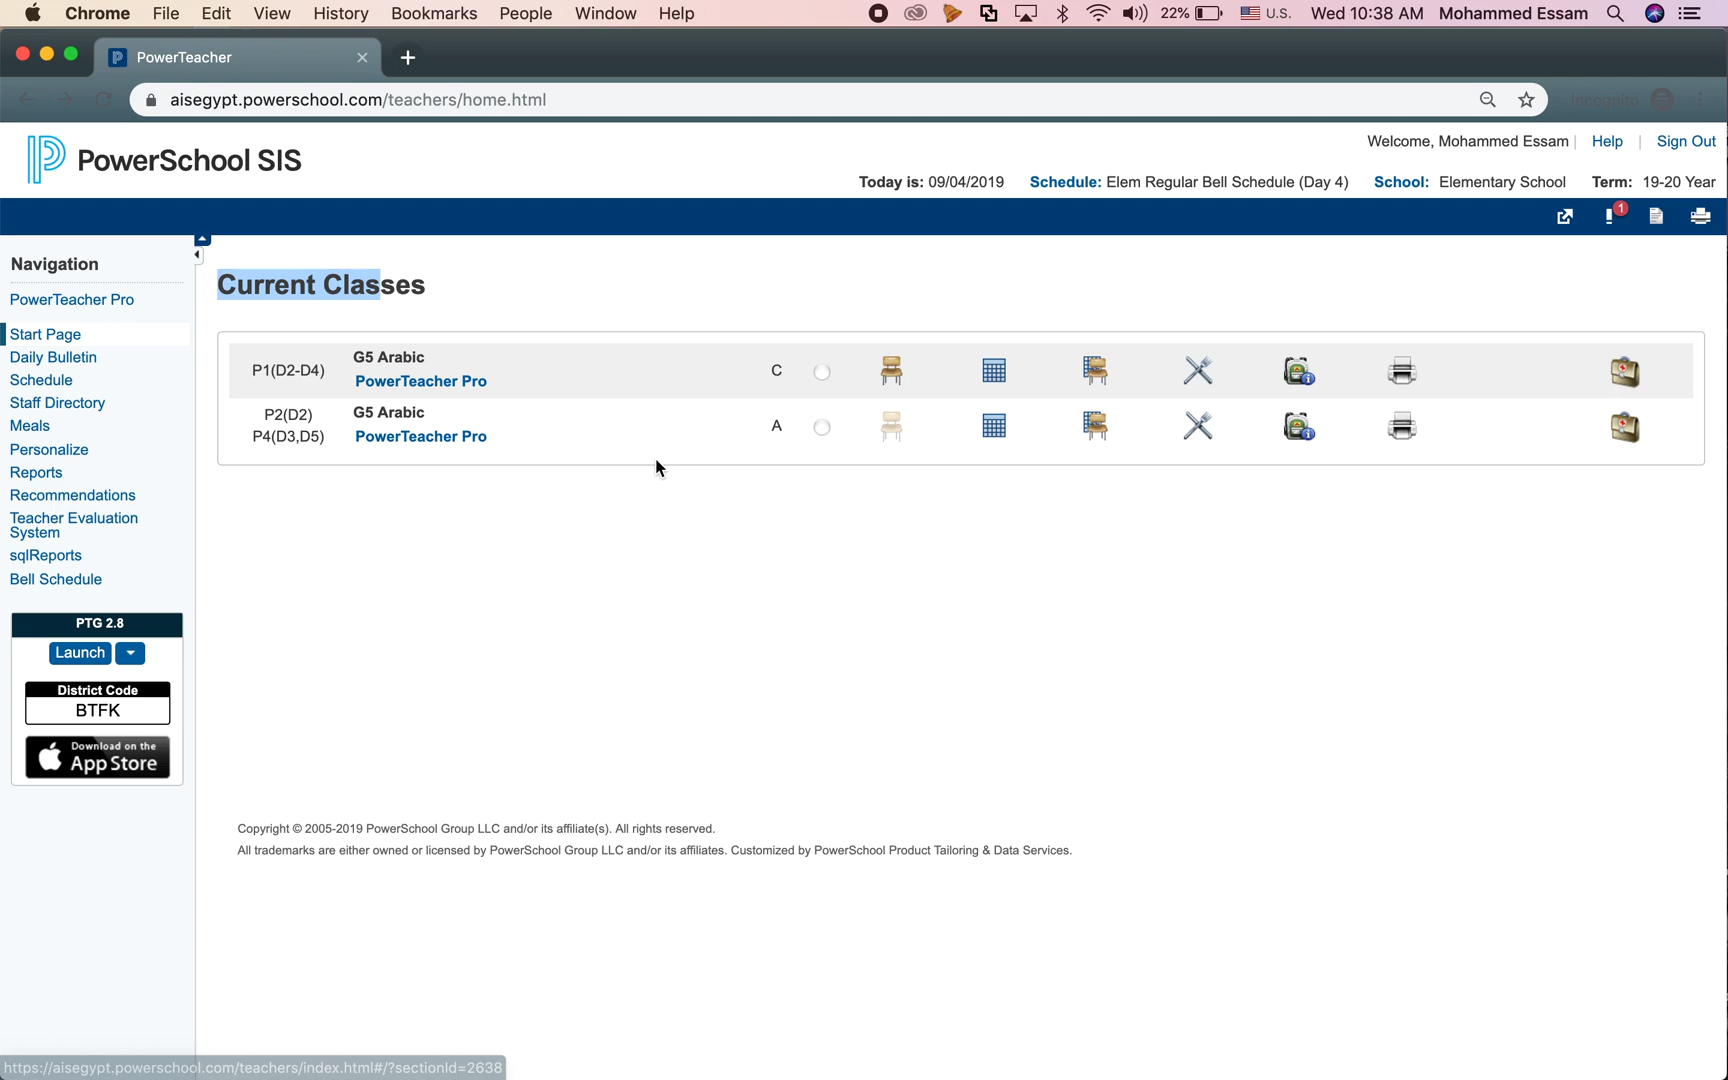 Chrome File Edit View History Bookmarks People Window Help 22% U.S. Wed 10:38 AM Mohammed Essam
PowerTeacher
aisegypt.powerschool.com/teachers/home.html Incognito
PowerSchool SIS
Welcome, Mohammed Essam | Help | Sign Out
Today is: 09/04/2019 Schedule: Elem Regular Bell Schedule (Day 4) School: Elementary School Term: 19-20 Year
1
Navigation
PowerTeacher Pro
Start Page
Daily Bulletin
Schedule
Staff Directory
Meals
Personalize
Reports
Recommendations
Teacher Evaluation
System
sqlReports
Bell Schedule
PTG 2.8
Launch
District Code
BTFK
Download on the
App Store
Current Classes
P1(D2-D4) G5 Arabic C
PowerTeacher Pro
P2(D2) G5 Arabic A
P4(D3,D5) PowerTeacher Pro
Copyright © 2005-2019 PowerSchool Group LLC and/or its affiliate(s). All rights reserved.
All trademarks are either owned or licensed by PowerSchool Group LLC and/or its affiliates. Customized by PowerSchool Product Tailoring & Data Services.
https://aisegypt.powerschool.com/teachers/index.html#/?sectionId=2638